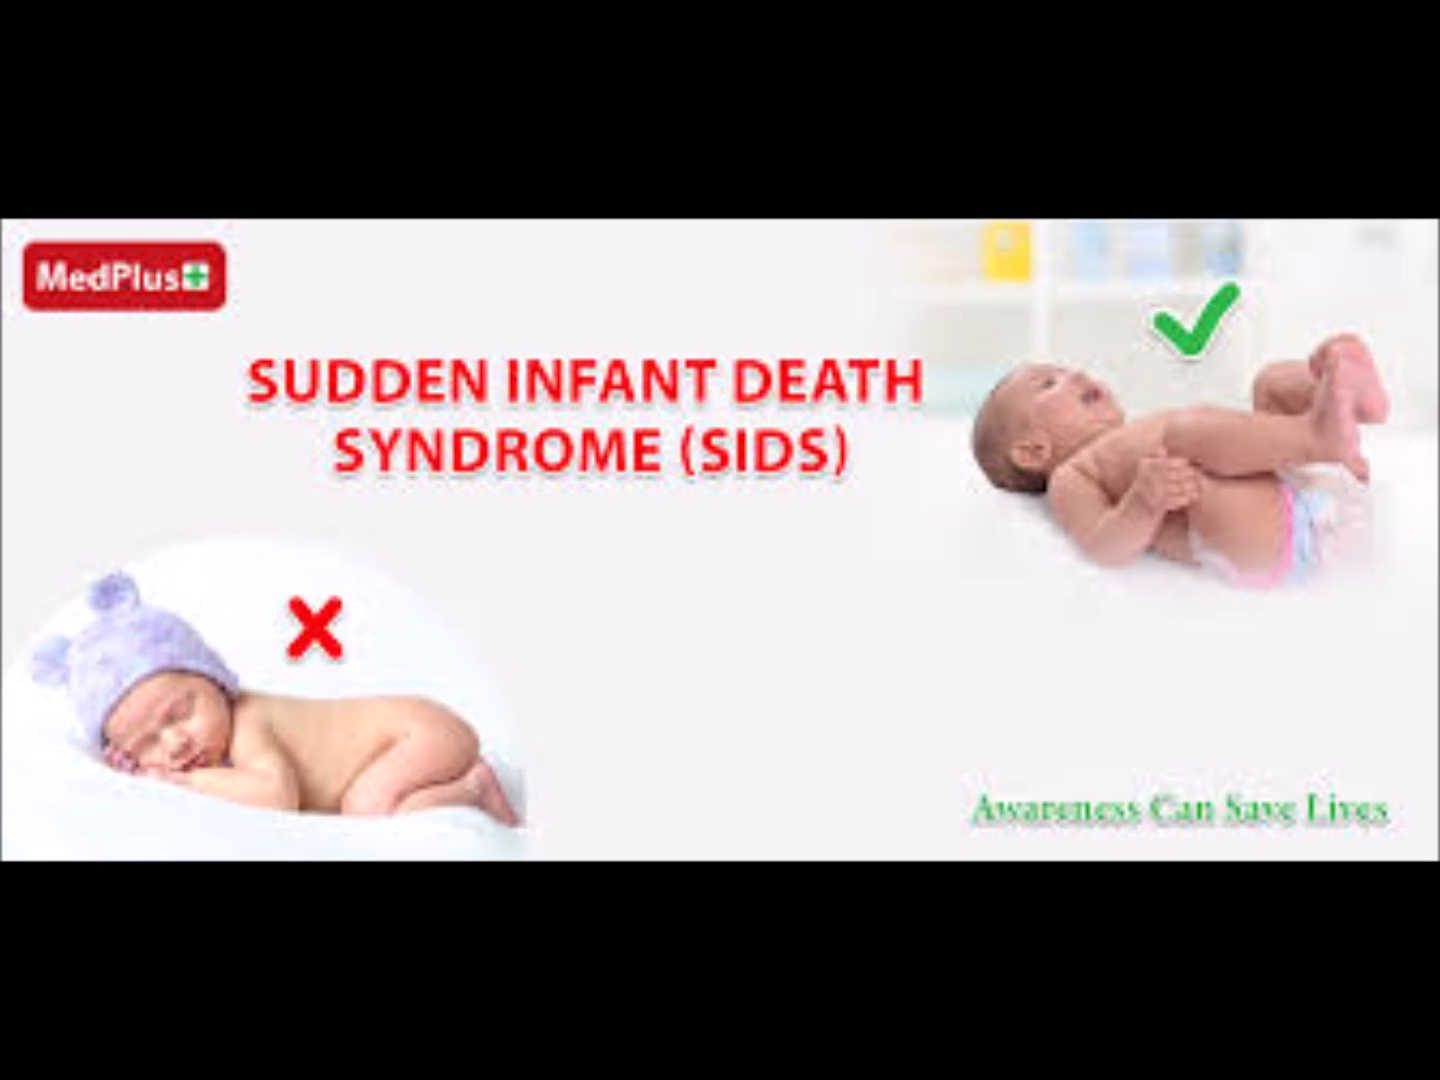 MedPlus
SUDDEN INFANT DEATH
SYNDROME (SIDS)
Awareness Can Save Lives